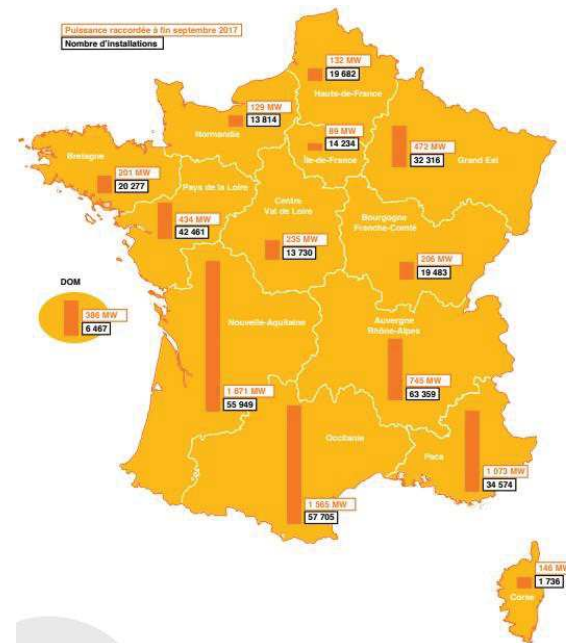 Puissance raccordée à fin septembre 2017
Nombre d'installations
132 MW
19 682
Haute-de-France
129 MW
13 814
Normandie
89 MW
14 234
Île-de-France
472 MW
32 316
Grand Est
Bretagne
201 MW
20 277
Pays de la Loire
434 MW
42 461
Centre
Val de Loire
235 MW
13 730
Bourgogne
Franche-Comté
206 MW
19 483
DOM
386 MW
6 467
Nouvelle-Aquitaine
1 671 MW
55 949
Auvergne
Rhône-Alpes
745 MW
63 359
Occitanie
1 565 MW
57 705
Paca
1 073 MW
34 574
146 MW
1 736
Corse